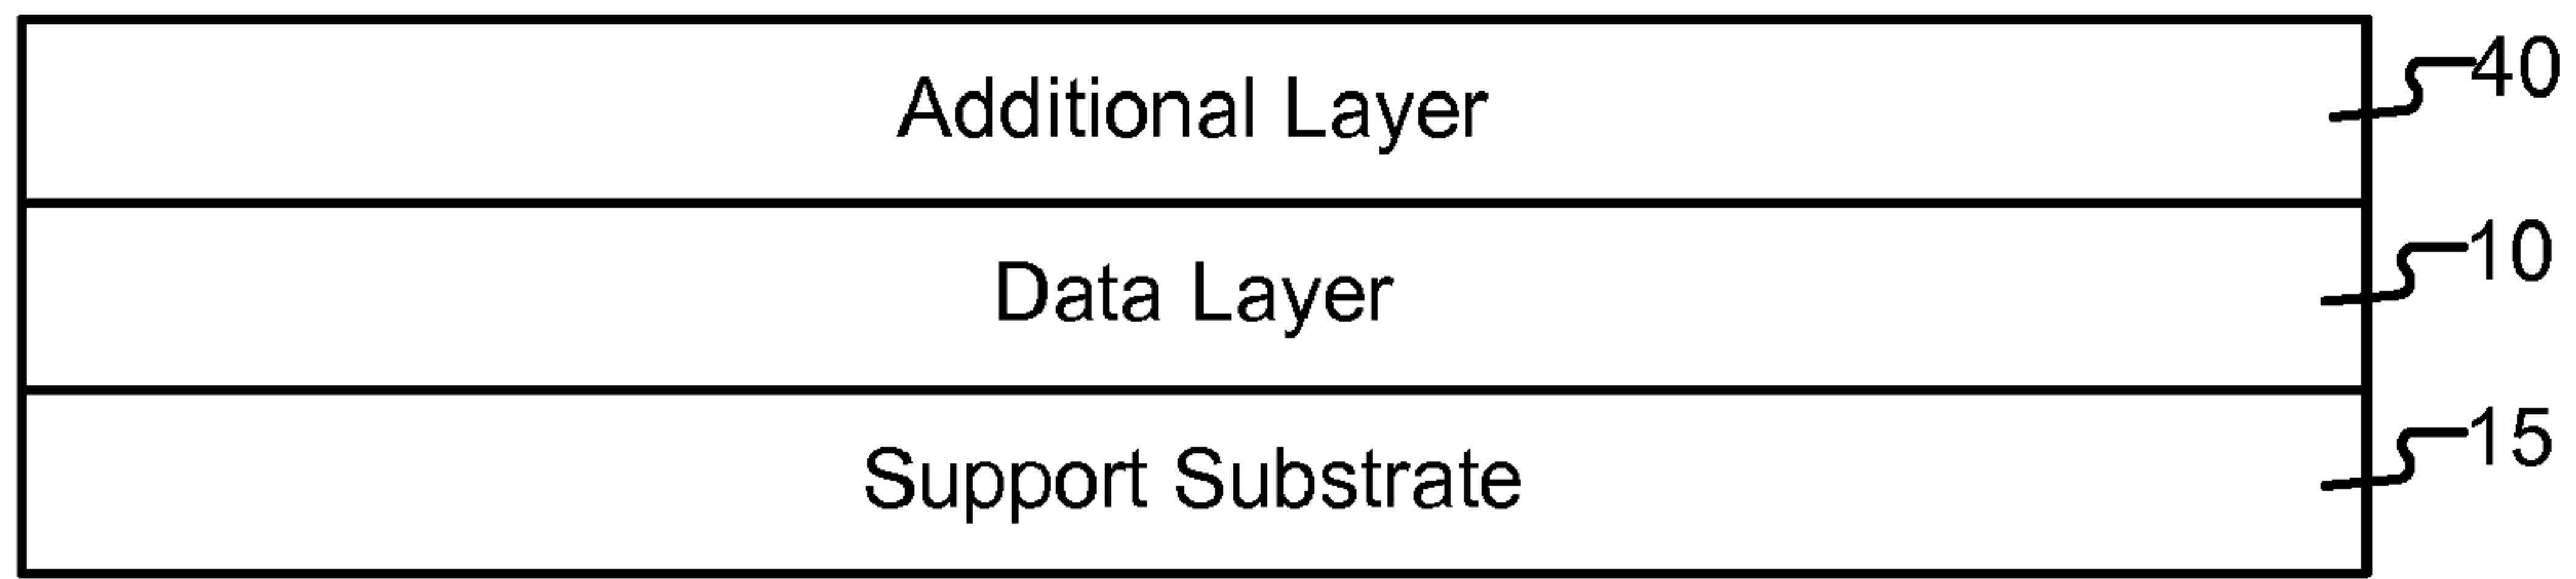 Additional Layer 40
Data Layer 10
Support Substrate 15